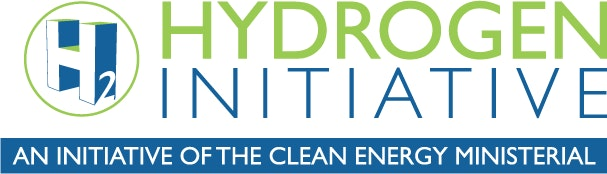 H2
HYDROGEN
INITIATIVE
AN INITIATIVE OF THE CLEAN ENERGY MINISTERIAL